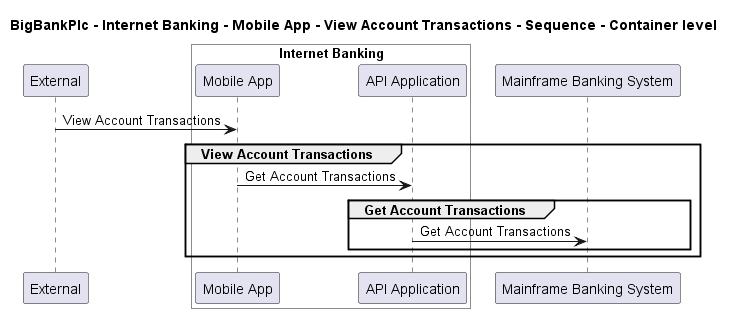 BigBankPlc - Internet Banking - Mobile App - View Account Transactions - Sequence - Container level
Internet Banking
External
Mobile App
API Application
Mainframe Banking System
View Account Transactions
View Account Transactions
Get Account Transactions
Get Account Transactions
Get Account Transactions
External
Mobile App
API Application
Mainframe Banking System